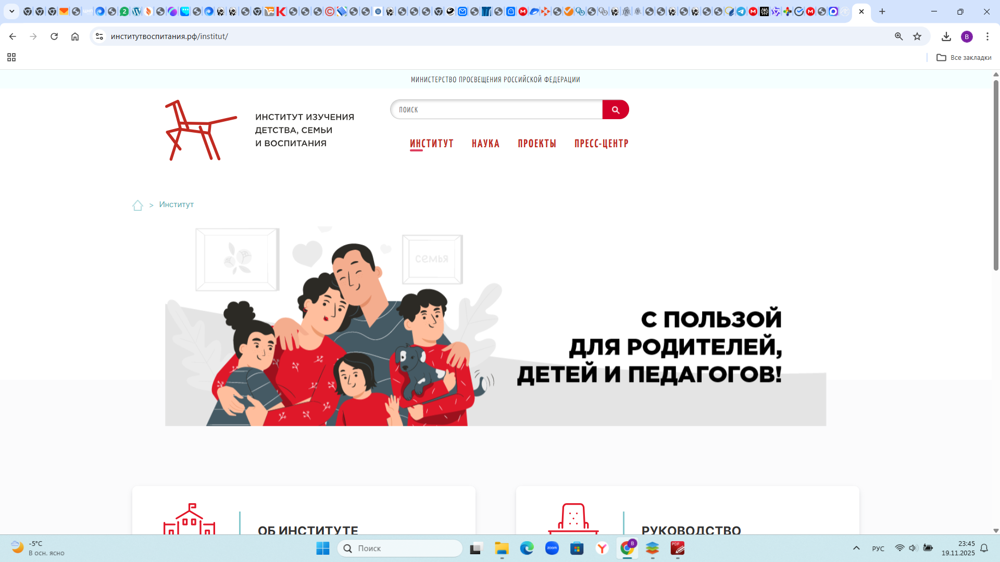 институтвоспитания.рф/institut/
B
Все закладки
МИНИСТЕРСТВО ПРОСВЕЩЕНИЯ РОССИЙСКОЙ ФЕДЕРАЦИИ
ИНСТИТУТ ИЗУЧЕНИЯ
ДЕТСТВА, СЕМЬИ
И ВОСПИТАНИЯ
ПОИСК
ИНСТИТУТ НАУКА ПРОЕКТЫ ПРЕСС-ЦЕНТР
> Институт
семья
С ПОЛЬЗОЙ
ДЛЯ РОДИТЕЛЕЙ,
ДЕТЕЙ И ПЕДАГОГОВ!
ОБ ИНСТИТУТЕ
РУКОВОДСТВО
-5°C
В осн. ясно
Поиск
zoom
B
PDF
РУС
23:45
19.11.2025